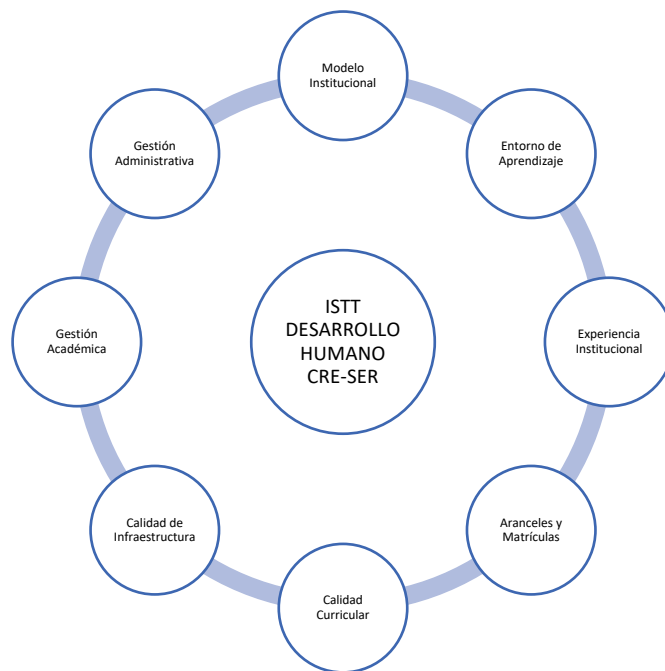 Modelo
Institucional
Entorno de
Aprendizaje
Experiencia
Institucional
Aranceles y
Matrículas
Calidad
Curricular
Calidad de
Infraestructura
Gestión
Académica
Gestión
Administrativa
ISTT
DESARROLLO
HUMANO
CRE-SER